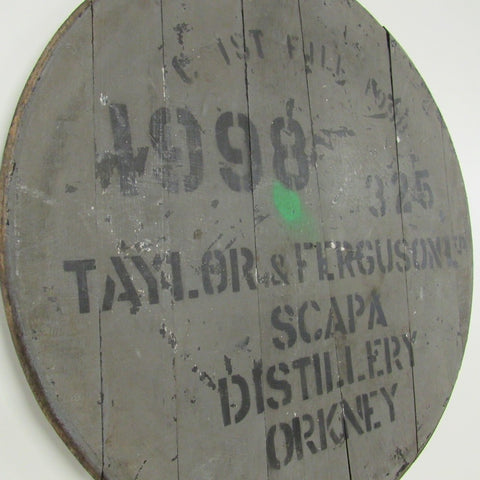 1ST FILL
4098
325
TAYLOR & FERGUSON LTD
SCAPA
DISTILLERY
ORKNEY